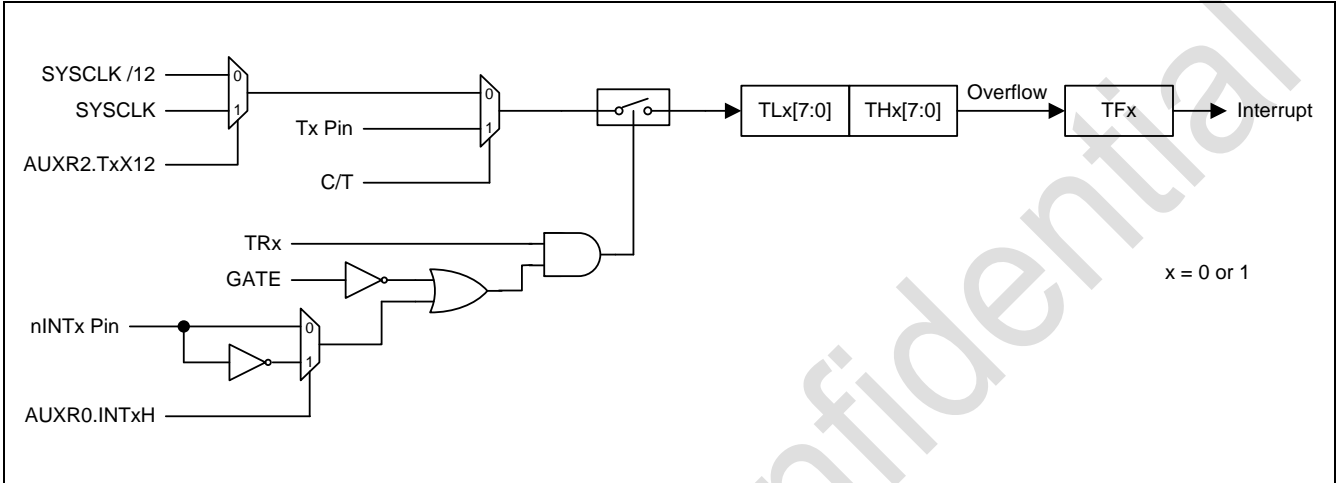 SYSCLK /12
0
SYSCLK
1
AUXR2.TxX12
0
Tx Pin
1
C/T
TLx[7:0] THx[7:0]
Overflow
TFx
Interrupt
TRx
GATE
x = 0 or 1
nINTx Pin
0
1
AUXR0.INTxH
nfidential